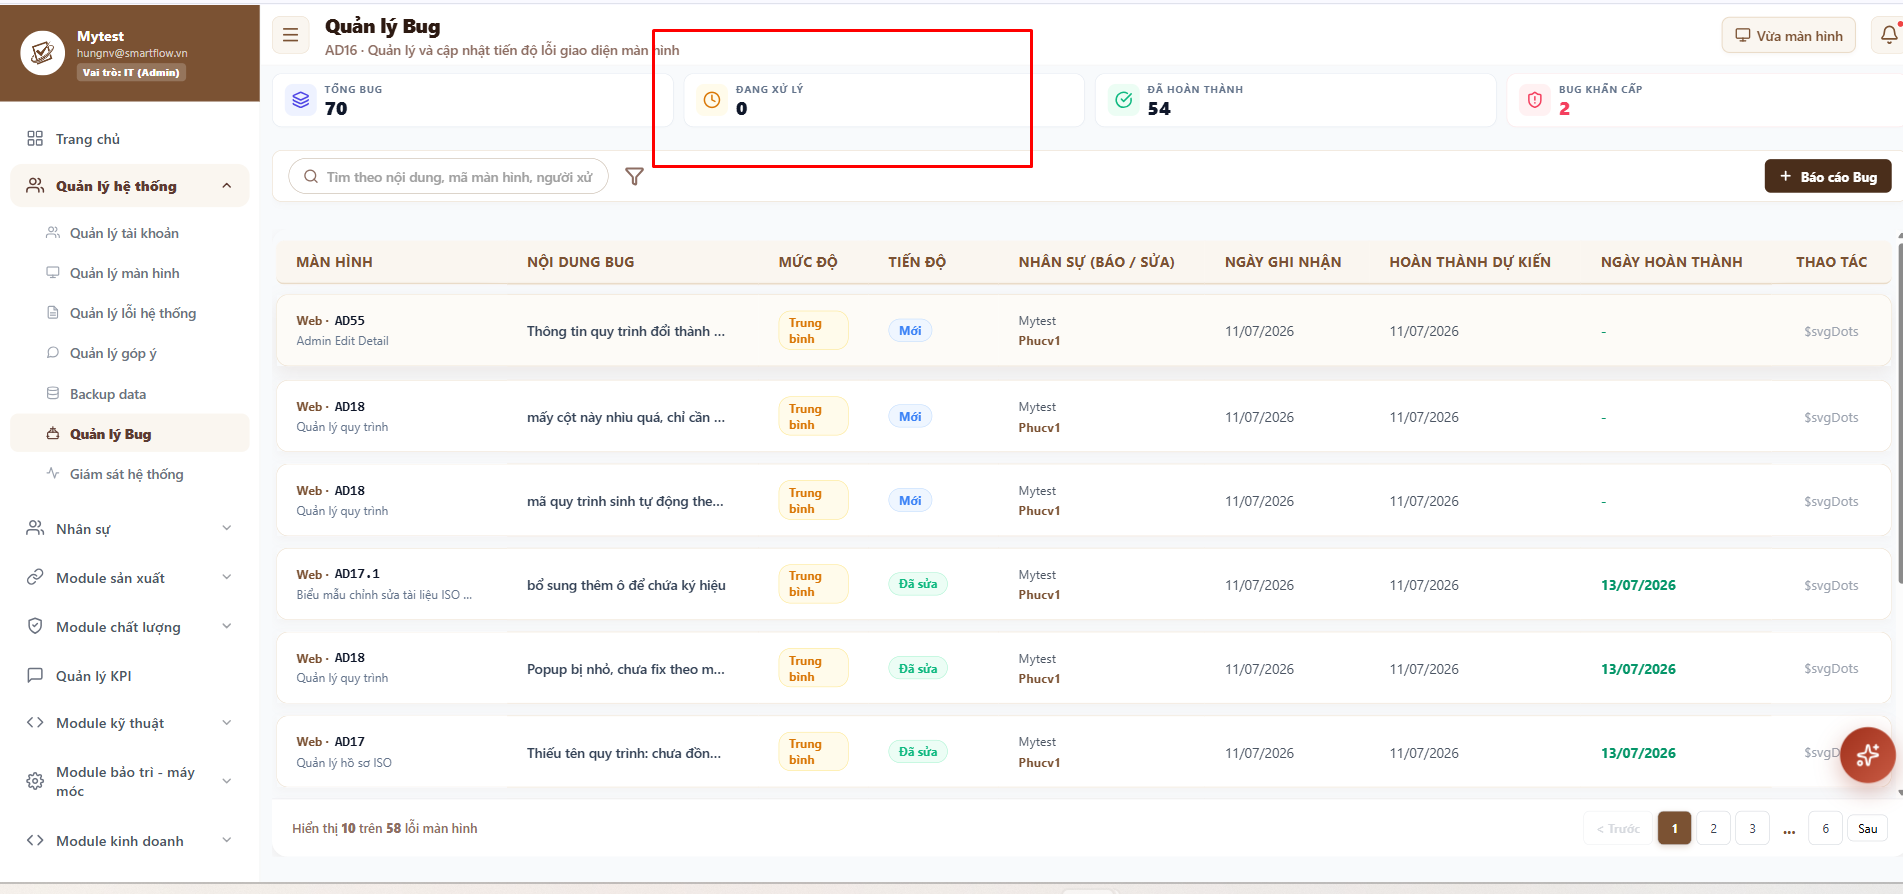 Mytest
hungnv@smartflow.vn
Vai trò: IT (Admin)
Trang chủ
Quản lý hệ thống
Quản lý tài khoản
Quản lý màn hình
Quản lý lỗi hệ thống
Quản lý góp ý
Backup data
Quản lý Bug
Giám sát hệ thống
Nhân sự
Module sản xuất
Module chất lượng
Quản lý KPI
Module kỹ thuật
Module bảo trì - máy
móc
Module kinh doanh
Quản lý Bug
AD16 · Quản lý và cập nhật tiến độ lỗi giao diện màn hình
Vừa màn hình
TỔNG BUG
70
ĐANG XỬ LÝ
0
ĐÃ HOÀN THÀNH
54
BUG KHẨN CẤP
2
Tìm theo nội dung, mã màn hình, người xử
+ Báo cáo Bug
MÀN HÌNH NỘI DUNG BUG MỨC ĐỘ TIẾN ĐỘ NHÂN SỰ (BÁO / SỬA) NGÀY GHI NHẬN HOÀN THÀNH DỰ KIẾN NGÀY HOÀN THÀNH THAO TÁC
Web · AD55
Admin Edit Detail
Thông tin quy trình đổi thành ...
Trung
bình
Mới
Mytest
Phucv1
11/07/2026
11/07/2026
-
$svgDots
Web · AD18
Quản lý quy trình
mấy cột này nhiu quá, chỉ cần ...
Trung
bình
Mới
Mytest
Phucv1
11/07/2026
11/07/2026
-
$svgDots
Web · AD18
Quản lý quy trình
mã quy trình sinh tự động the...
Trung
bình
Mới
Mytest
Phucv1
11/07/2026
11/07/2026
-
$svgDots
Web · AD17.1
Biểu mẫu chỉnh sửa tài liệu ISO ...
bổ sung thêm ô để chứa ký hiệu
Trung
bình
Đã sửa
Mytest
Phucv1
11/07/2026
11/07/2026
13/07/2026
$svgDots
Web · AD18
Quản lý quy trình
Popup bị nhỏ, chưa fix theo m...
Trung
bình
Đã sửa
Mytest
Phucv1
11/07/2026
11/07/2026
13/07/2026
$svgDots
Web · AD17
Quản lý hồ sơ ISO
Thiếu tên quy trình: chưa đồn...
Trung
bình
Đã sửa
Mytest
Phucv1
11/07/2026
11/07/2026
13/07/2026
$svgD
Hiển thị 10 trên 58 lỗi màn hình
< Trước 1 2 3 ... 6 Sau